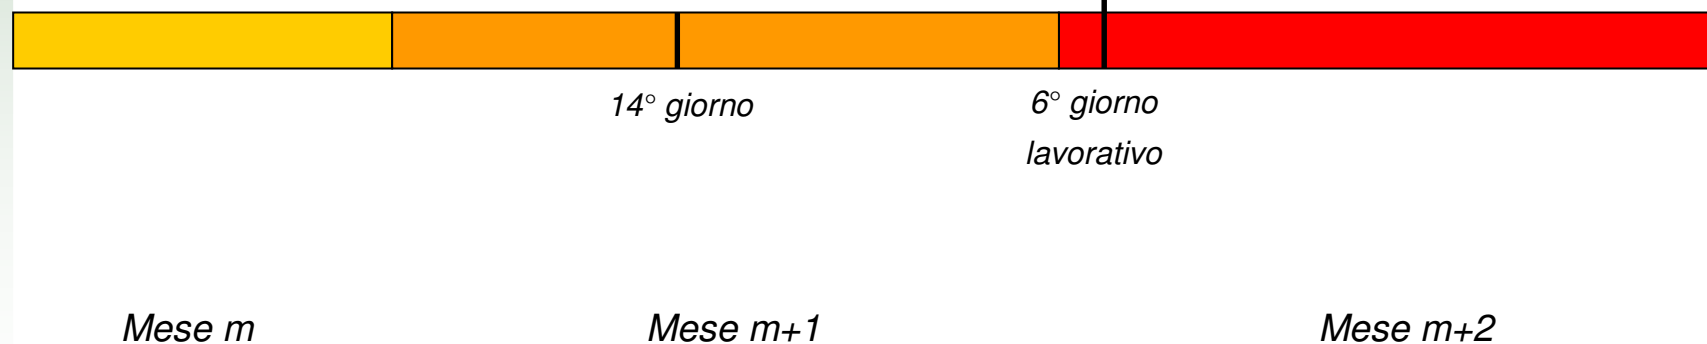 14° giorno
6° giorno
lavorativo
Mese m
Mese m+1
Mese m+2